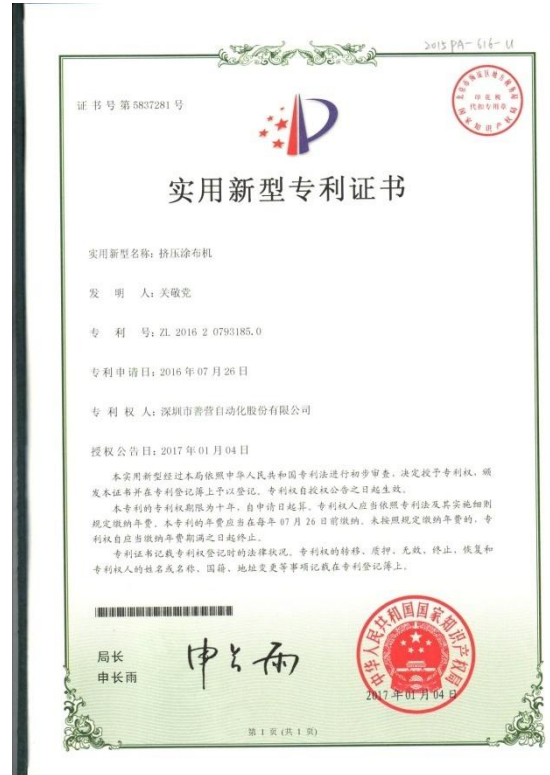 2015PA-616-U
证书号第5837281号
印花税
代扣专用章
国家知识产权局
实用新型专利证书
实用新型名称：挤压涂布机
发明人：关敬党
专利号：ZL 2016 2 0793185.0
专利申请日：2016年07月26日
专利权人：深圳市善营自动化股份有限公司
授权公告日：2017年01月04日
本实用新型经过本局依照中华人民共和国专利法进行初步审查，决定授予专利权，颁
发本证书并在专利登记簿上予以登记。专利权自授权公告之日起生效。
本专利的专利权期限为十年，自申请日起算。专利权人应当依照专利法及其实施细则
规定缴纳年费。本专利的年费应当在每年07月26日前缴纳。未按照规定缴纳年费的，专
利权自应当缴纳年费期满之日起终止。
专利证书记载专利权登记时的法律状况。专利权的转移、质押、无效、终止、恢复和
专利权人的姓名或名称、国籍、地址变更等事项记载在专利登记簿上。
局长
申长雨
申长雨
中华人民共和国国家知识产权局
2017年01月04日
第1页（共1页）